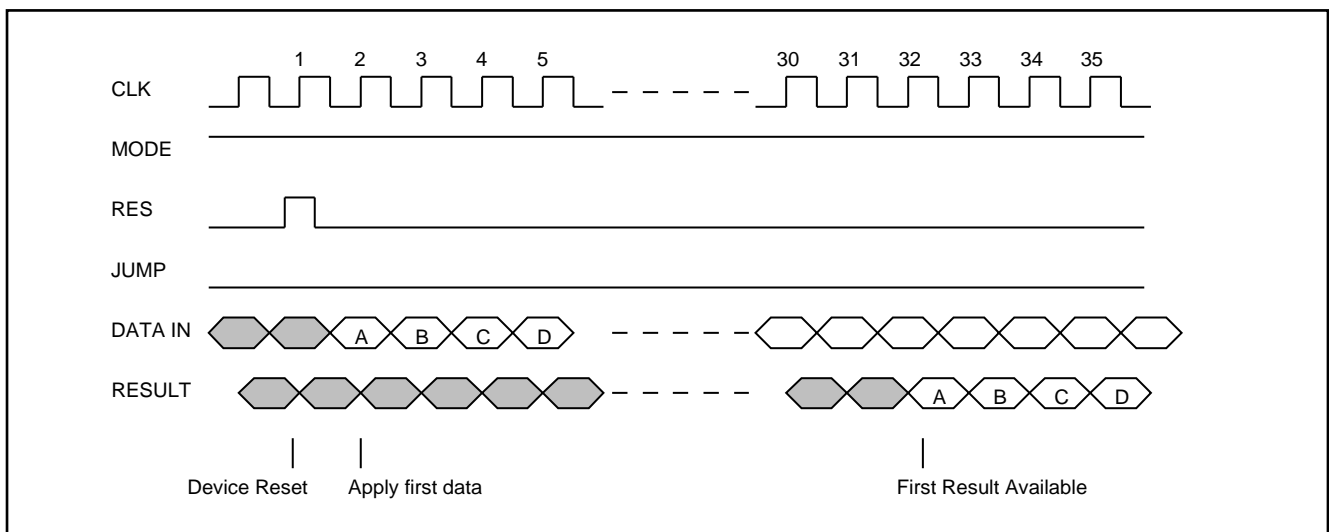 1 2 3 4 5 30 31 32 33 34 35
CLK
MODE
RES
JUMP
DATA IN A B C D
RESULT A B C D
Device Reset Apply first data First Result Available